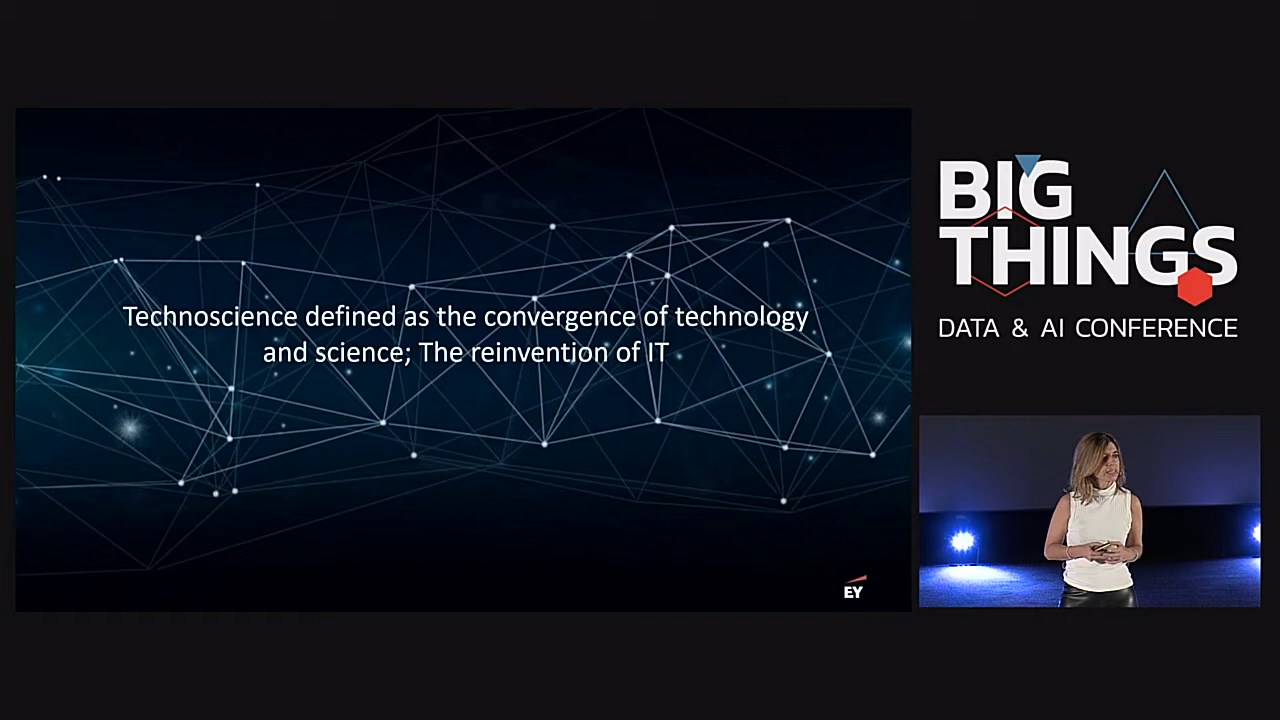 Technoscience defined as the convergence of technology
and science; The reinvention of IT
EY
BIG
THINGS
DATA & AI CONFERENCE